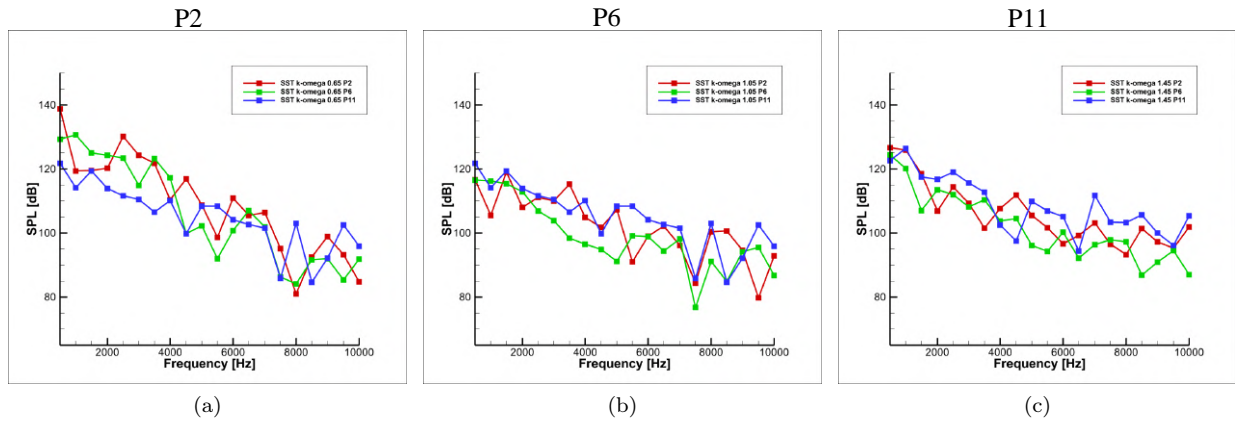 P2
P6
P11
SST k-omega 0.65 P2
SST k-omega 0.65 P6
SST k-omega 0.65 P11
140
120
100
80
SPL [dB]
2000 4000 6000 8000 10000
Frequency [Hz]
SST k-omega 1.05 P2
SST k-omega 1.05 P6
SST k-omega 1.05 P11
140
120
100
80
SPL [dB]
2000 4000 6000 8000 10000
Frequency [Hz]
SST k-omega 1.45 P2
SST k-omega 1.45 P6
SST k-omega 1.45 P11
140
120
100
80
SPL [dB]
2000 4000 6000 8000 10000
Frequency [Hz]
(a)
(b)
(c)